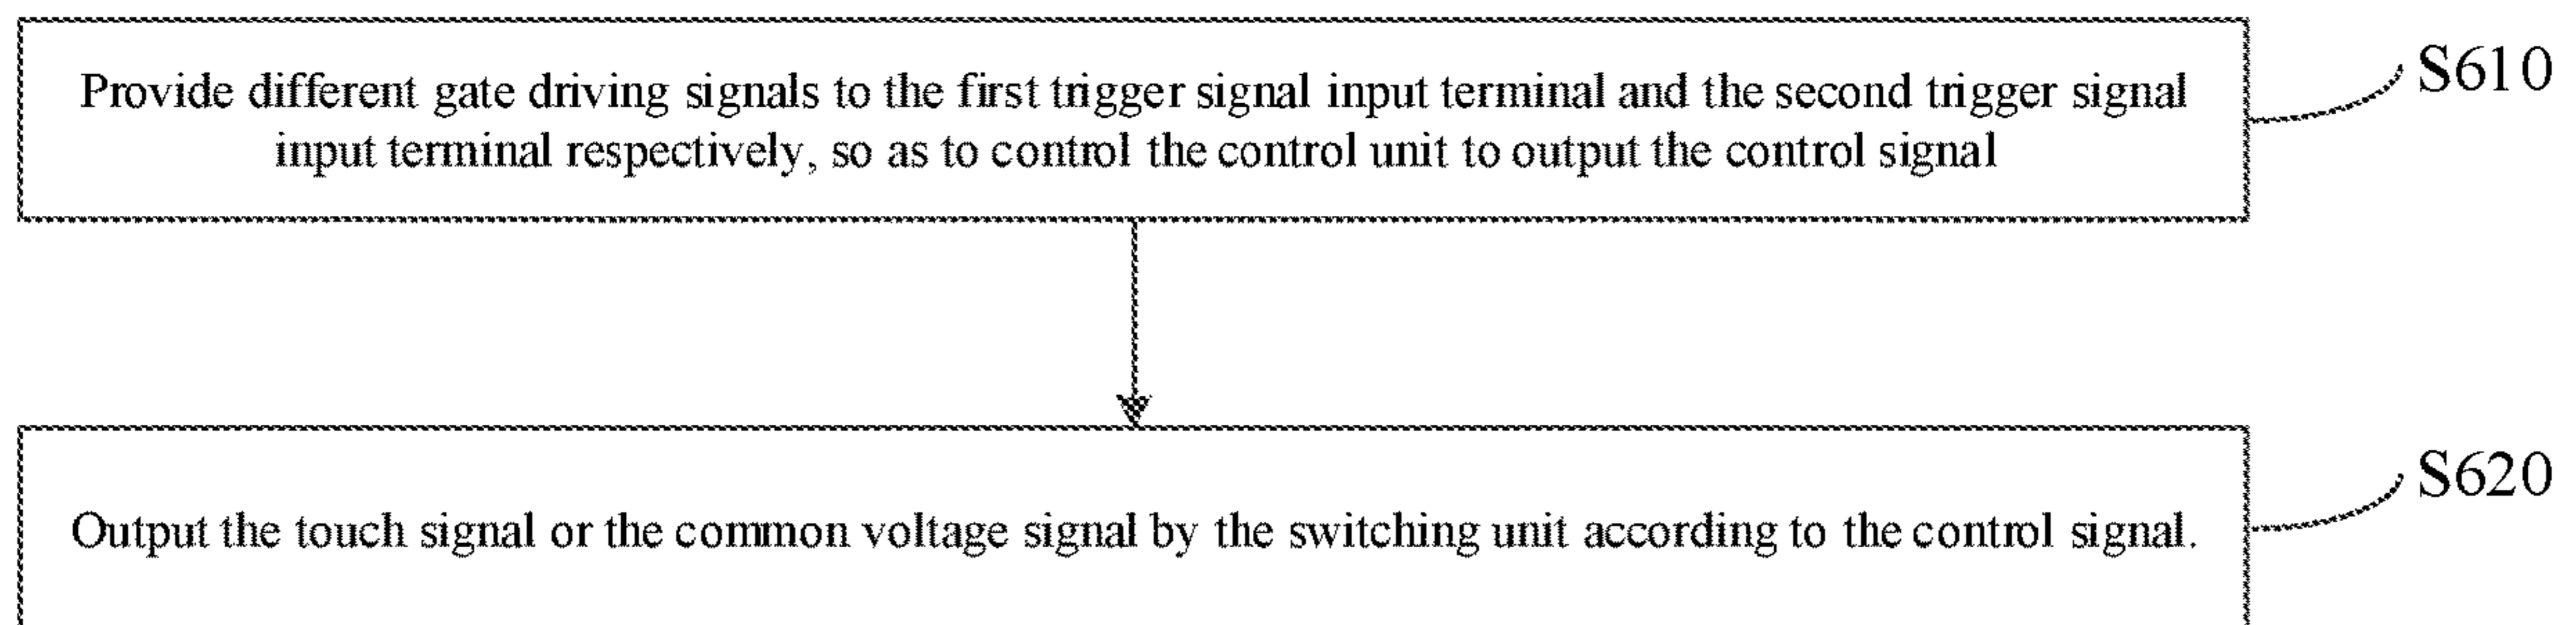 Provide different gate driving signals to the first trigger signal input terminal and the second trigger signal
input terminal respectively, so as to control the control unit to output the control signal
S610
Output the touch signal or the common voltage signal by the switching unit according to the control signal.
S620